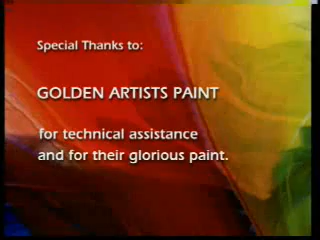 Special Thanks to:
GOLDEN ARTISTS PAINT
for technical assistance
and for their glorious paint.